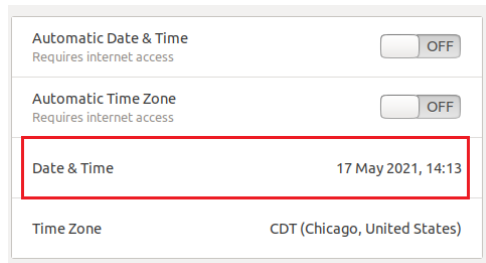 Automatic Date & Time
Requires internet access
OFF
Automatic Time Zone
Requires internet access
OFF
Date & Time 17 May 2021, 14:13
Time Zone CDT (Chicago, United States)